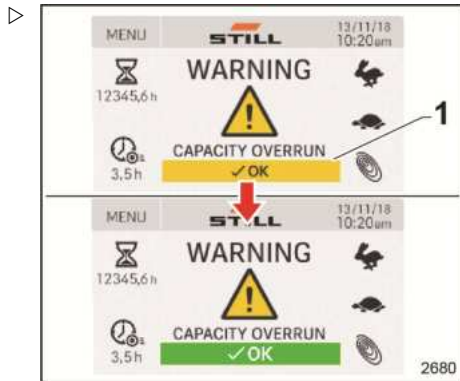 MENU STILL 13/11/18
10:20am
WARNING
12345,6 h
CAPACITY OVERRUN
3,5 h ✓ OK
1
MENU STILL 13/11/18
10:20am
WARNING
12345,6 h
CAPACITY OVERRUN
3,5 h ✓ OK
2680